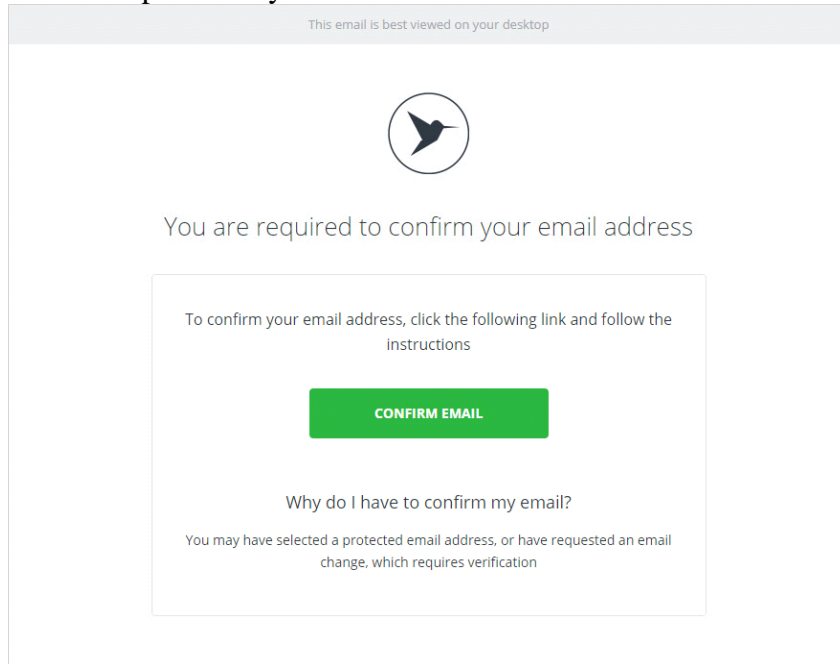 This email is best viewed on your desktop
You are required to confirm your email address
To confirm your email address, click the following link and follow the
instructions
CONFIRM EMAIL
Why do I have to confirm my email?
You may have selected a protected email address, or have requested an email
change, which requires verification